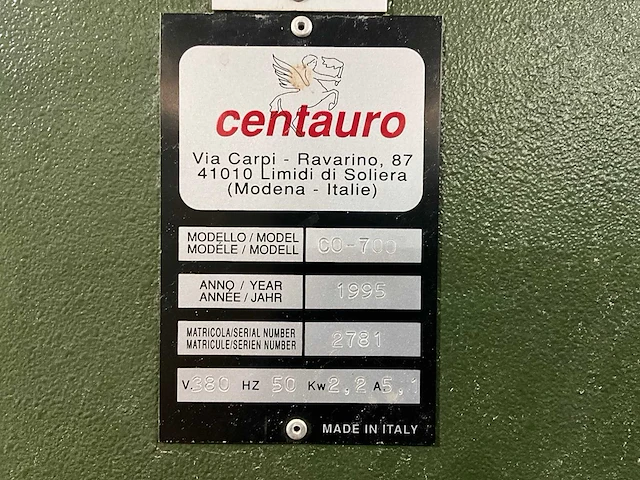 centauro
Via Carpi - Ravarino, 87
41010 Limidi di Soliera
(Modena - Italie)
MODELLO / MODEL
MODÈLE / MODELL
CO-700
ANNO / YEAR
ANNÉE / JAHR
1995
MATRICOLA/SERIAL NUMBER
MATRICULE/SERIEN NUMBER
2781
V.380 HZ 50 Kw2,2 A5,1
MADE IN ITALY